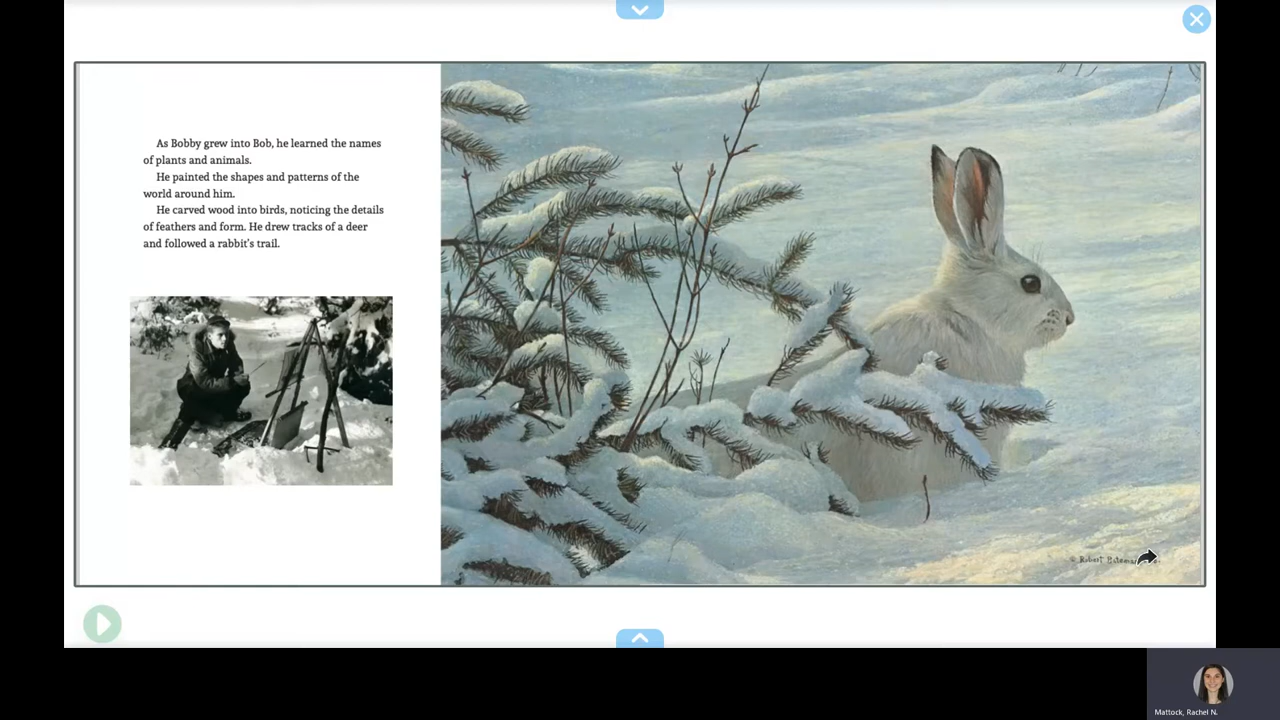 As Bobby grew into Bob, he learned the names
of plants and animals.
He painted the shapes and patterns of the
world around him.
He carved wood into birds, noticing the details
of feathers and form. He drew tracks of a deer
and followed a rabbit's trail.
© Robert
Mattock, Rachel N.